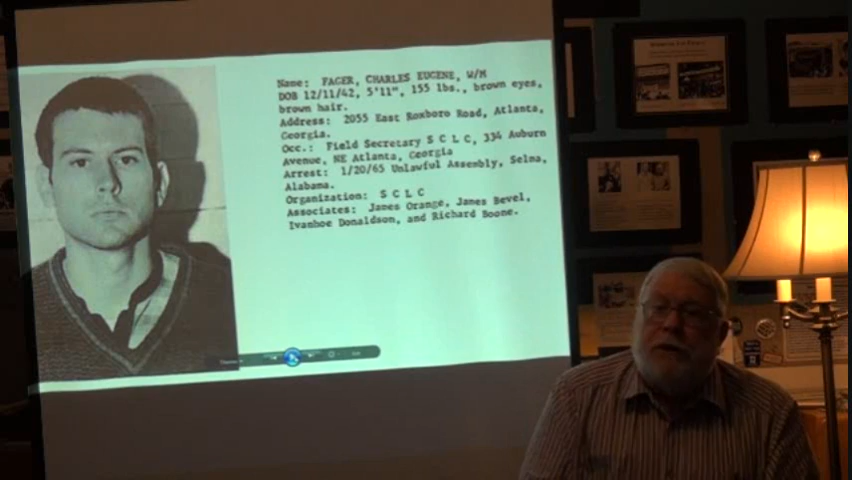 Name: FAGER, CHARLES EUGENE, W/M
DOB 12/11/42, 5'11", 155 lbs., brown eyes,
brown hair.
Address: 2055 East Roxboro Road, Atlanta,
Georgia.
Occ.: Field Secretary S C L C, 334 Auburn
Avenue, NE Atlanta, Georgia
Arrest: 1/20/65 Unlawful Assembly, Selma,
Alabama.
Organization: S C L C
Associates: James Orange, James Bevel,
Ivanhoe Donaldson, and Richard Boone.